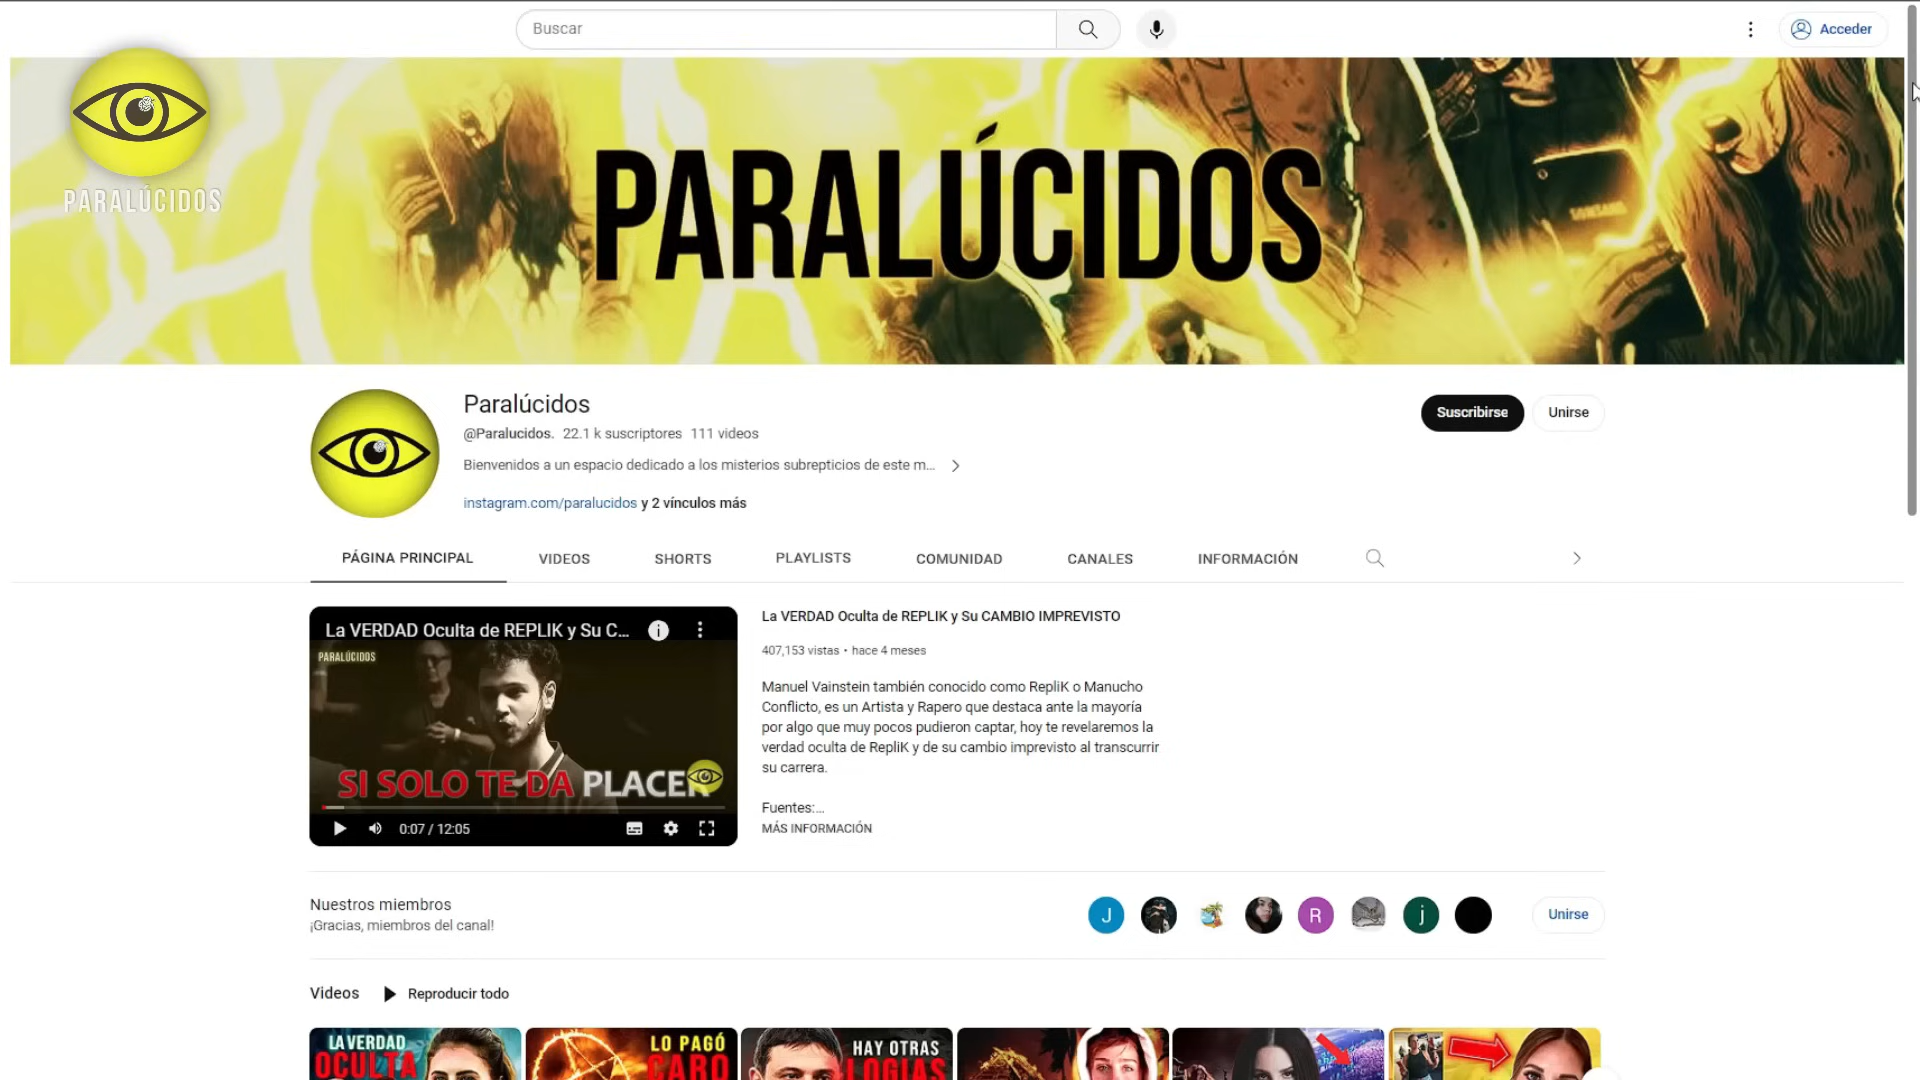 Buscar
Acceder
PARALÚCIDOS
PARALÚCIDOS
SAMSUNG
Paralúcidos
@Paralucidos. 22.1 k suscriptores 111 videos
Bienvenidos a un espacio dedicado a los misterios subrepticios de este m...
instagram.com/paralucidos y 2 vínculos más
Suscribirse
Unirse
PÁGINA PRINCIPAL VIDEOS SHORTS PLAYLISTS COMUNIDAD CANALES INFORMACIÓN
La VERDAD Oculta de REPLIK y Su C...
PARALÚCIDOS
SI SOLO TE DA PLACER
0:07 / 12:05
La VERDAD Oculta de REPLIK y Su CAMBIO IMPREVISTO
407,153 vistas • hace 4 meses
Manuel Vainstein también conocido como RepliK o Manucho
Conflicto, es un Artista y Rapero que destaca ante la mayoría
por algo que muy pocos pudieron captar, hoy te revelaremos la
verdad oculta de RepliK y de su cambio imprevisto al transcurrir
su carrera.
Fuentes:...
MÁS INFORMACIÓN
Nuestros miembros
¡Gracias, miembros del canal!
J
R
j
Unirse
Videos
Reproducir todo
LA VERDAD
OCULTA
LO PAGÓ
CARO
HAY OTRAS
LOGIAS